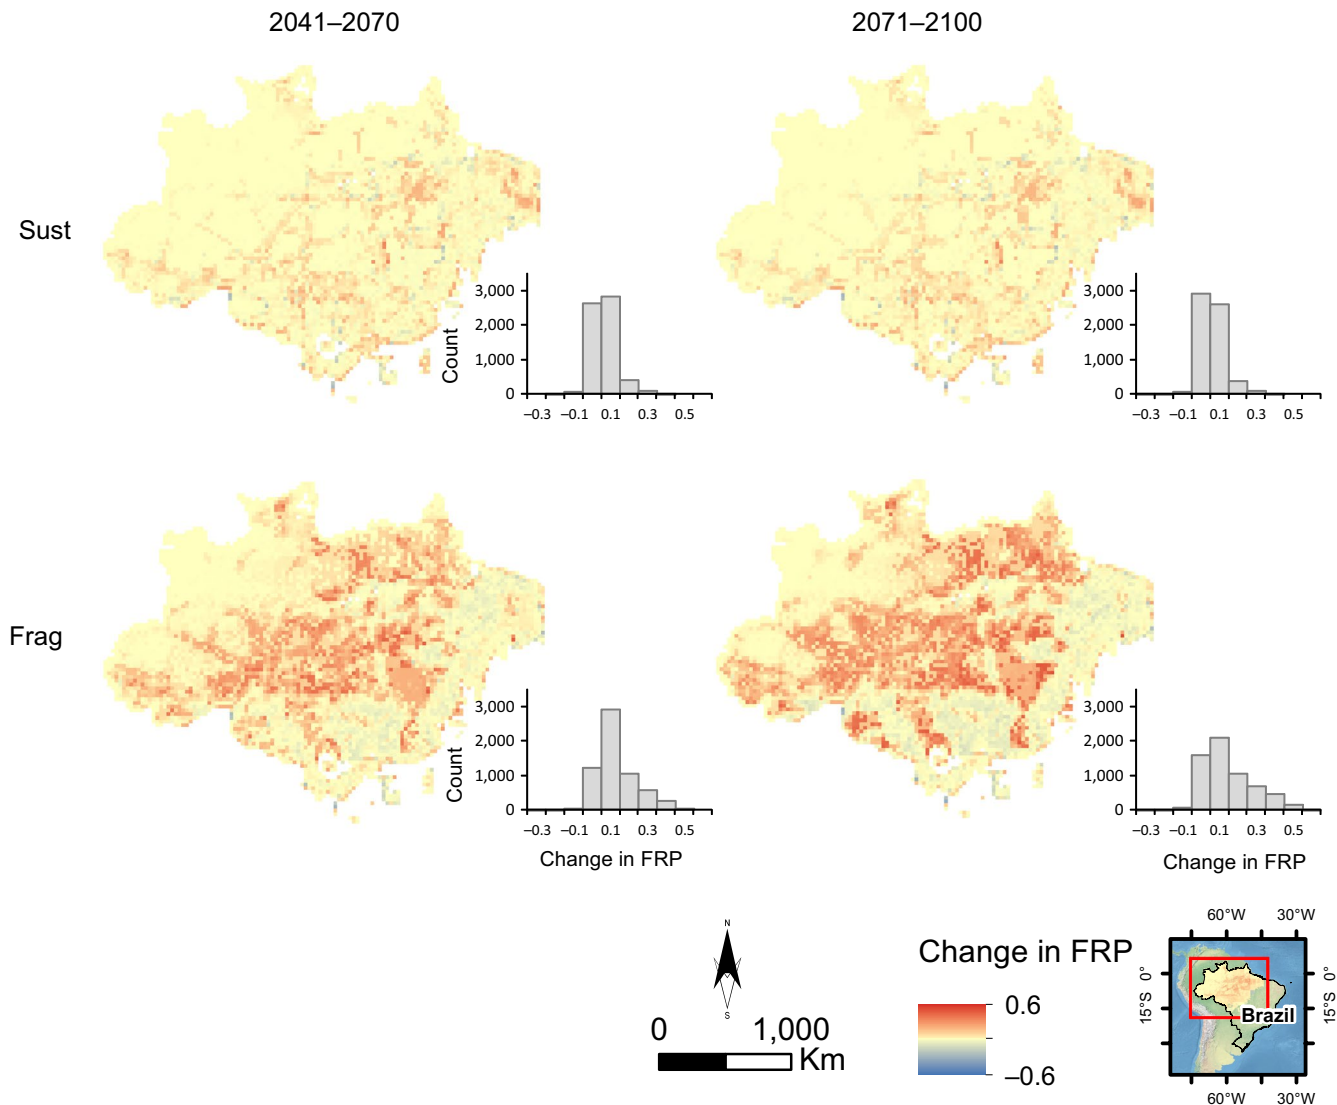 2041–2070
2071–2100
Sust
3,000
2,000
1,000
0
Count
–0.3 –0.1 0.1 0.3 0.5
3,000
2,000
1,000
0
–0.3 –0.1 0.1 0.3 0.5
Frag
3,000
2,000
1,000
0
Count
–0.3 –0.1 0.1 0.3 0.5
Change in FRP
3,000
2,000
1,000
0
–0.3 –0.1 0.1 0.3 0.5
Change in FRP
N
S
0 1,000
Km
Change in FRP
0.6
–0.6
60°W 30°W
0°
15°S
Brazil
0°
15°S
60°W 30°W